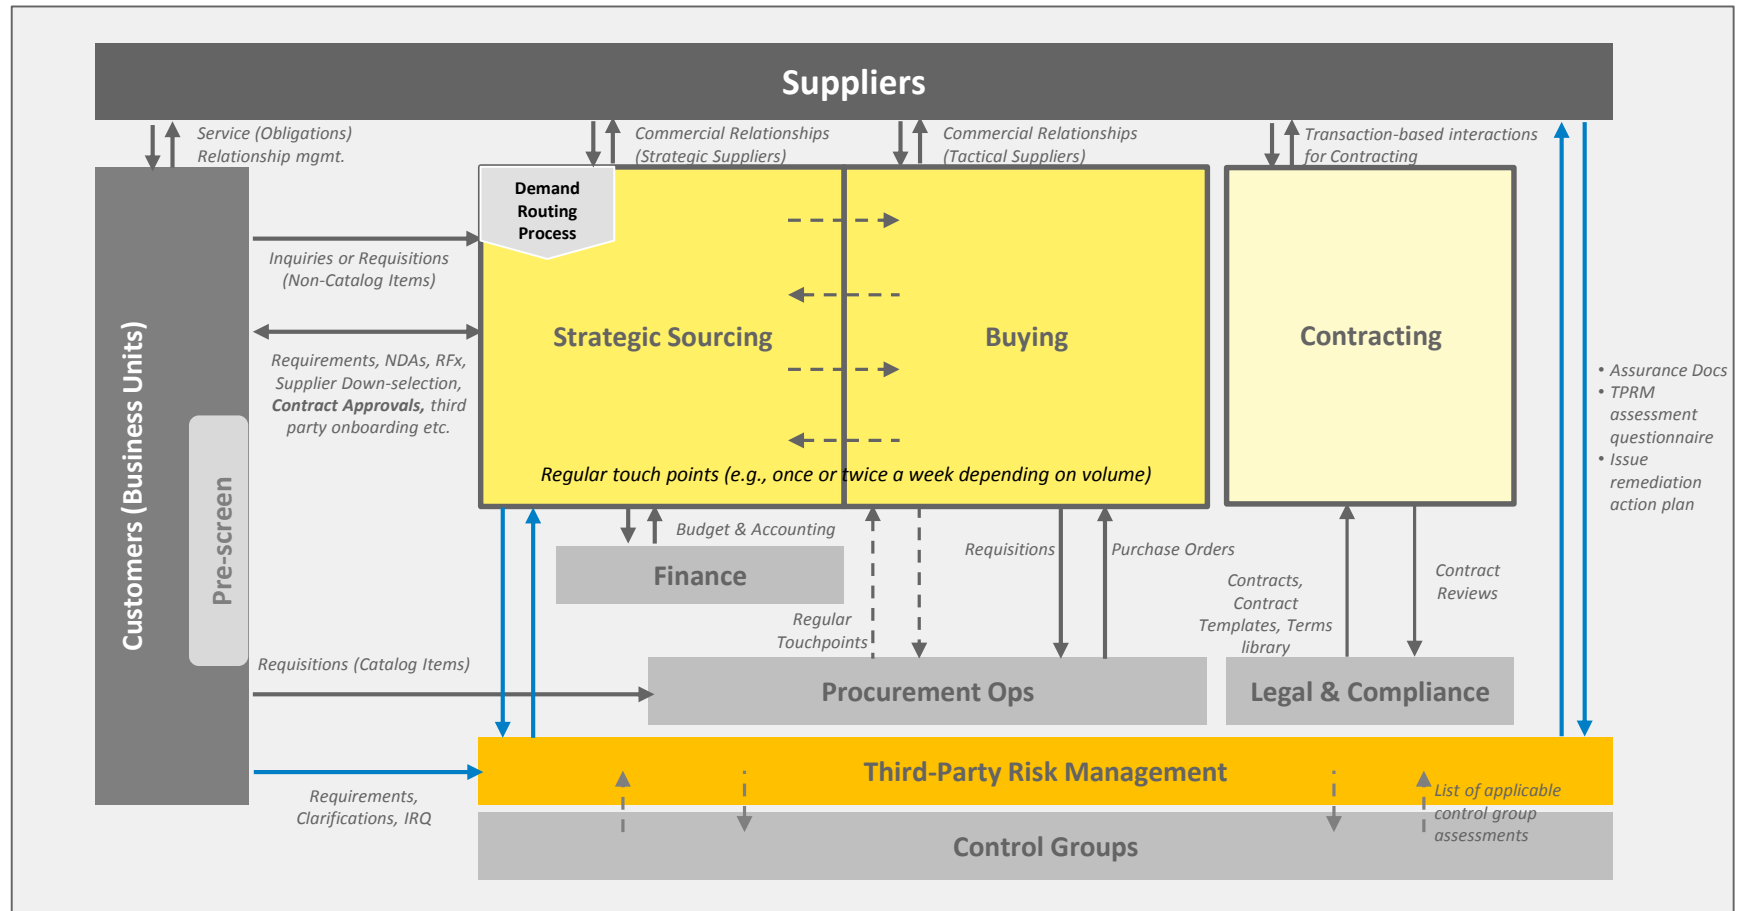 Suppliers
Service (Obligations)
Relationship mgmt.
Commercial Relationships
(Strategic Suppliers)
Commercial Relationships
(Tactical Suppliers)
Transaction-based interactions
for Contracting
Customers (Business Units)
Pre-screen
Demand
Routing
Process
Inquiries or Requisitions
(Non-Catalog Items)
Requirements, NDAs, RFx,
Supplier Down-selection,
Contract Approvals, third
party onboarding etc.
Strategic Sourcing
Buying
Contracting
Regular touch points (e.g., once or twice a week depending on volume)
• Assurance Docs
• TPRM
assessment
questionnaire
• Issue
remediation
action plan
Budget & Accounting
Finance
Regular
Touchpoints
Requisitions
Purchase Orders
Contracts,
Contract
Templates, Terms
library
Contract
Reviews
Requisitions (Catalog Items)
Procurement Ops
Legal & Compliance
Third-Party Risk Management
Requirements,
Clarifications, IRQ
List of applicable
control group
assessments
Control Groups